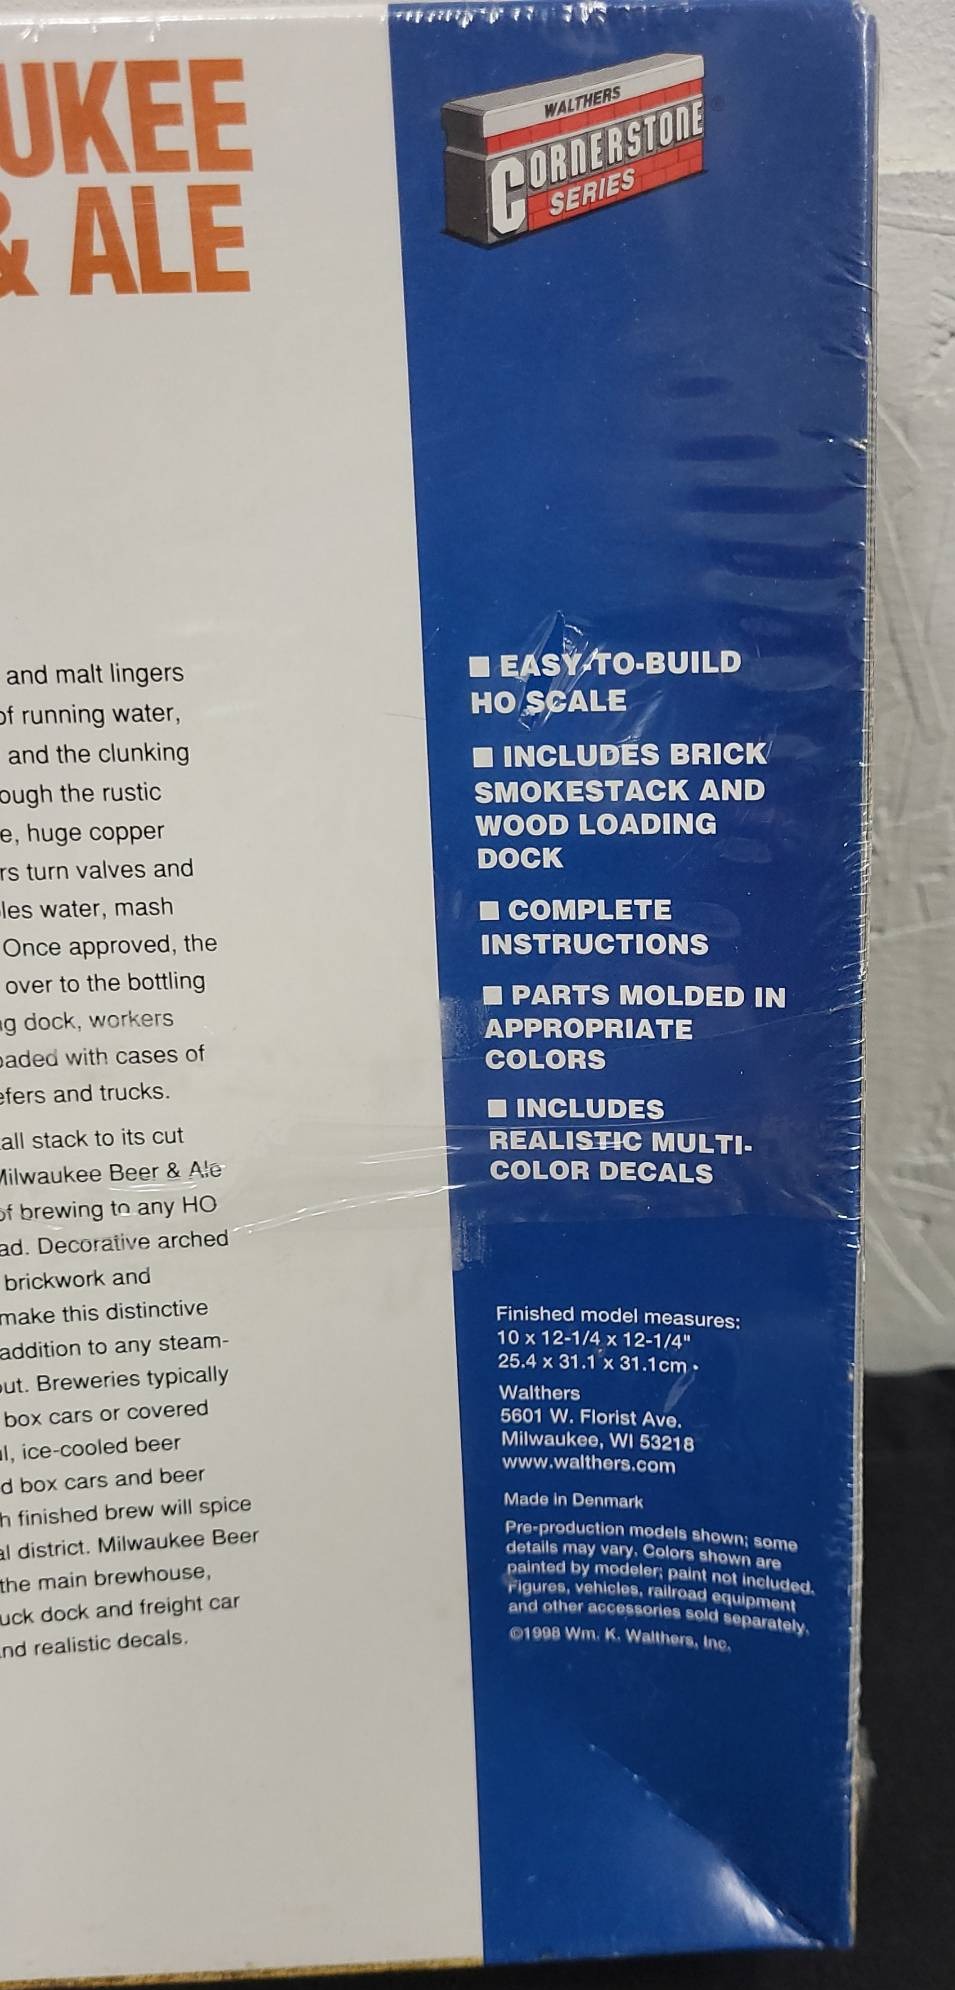 UKEE
& ALE
WALTHERS
CORNERSTONE
SERIES
and malt lingers
of running water,
and the clunking
ough the rustic
e, huge copper
rs turn valves and
les water, mash
Once approved, the
over to the bottling
ng dock, workers
oaded with cases of
efers and trucks.
all stack to its cut
Milwaukee Beer & Ale
of brewing to any HO
ad. Decorative arched
brickwork and
make this distinctive
addition to any steam-
out. Breweries typically
box cars or covered
l, ice-cooled beer
d box cars and beer
h finished brew will spice
al district. Milwaukee Beer
the main brewhouse,
uck dock and freight car
nd realistic decals.
■ EASY-TO-BUILD
HO SCALE
■ INCLUDES BRICK
SMOKESTACK AND
WOOD LOADING
DOCK
■ COMPLETE
INSTRUCTIONS
■ PARTS MOLDED IN
APPROPRIATE
COLORS
■ INCLUDES
REALISTIC MULTI-
COLOR DECALS
Finished model measures:
10 x 12-1/4 x 12-1/4"
25.4 x 31.1 x 31.1cm •
Walthers
5601 W. Florist Ave.
Milwaukee, WI 53218
www.walthers.com
Made in Denmark
Pre-production models shown; some
details may vary. Colors shown are
painted by modeler; paint not included.
Figures, vehicles, railroad equipment
and other accessories sold separately.
©1998 Wm. K. Walthers, Inc.